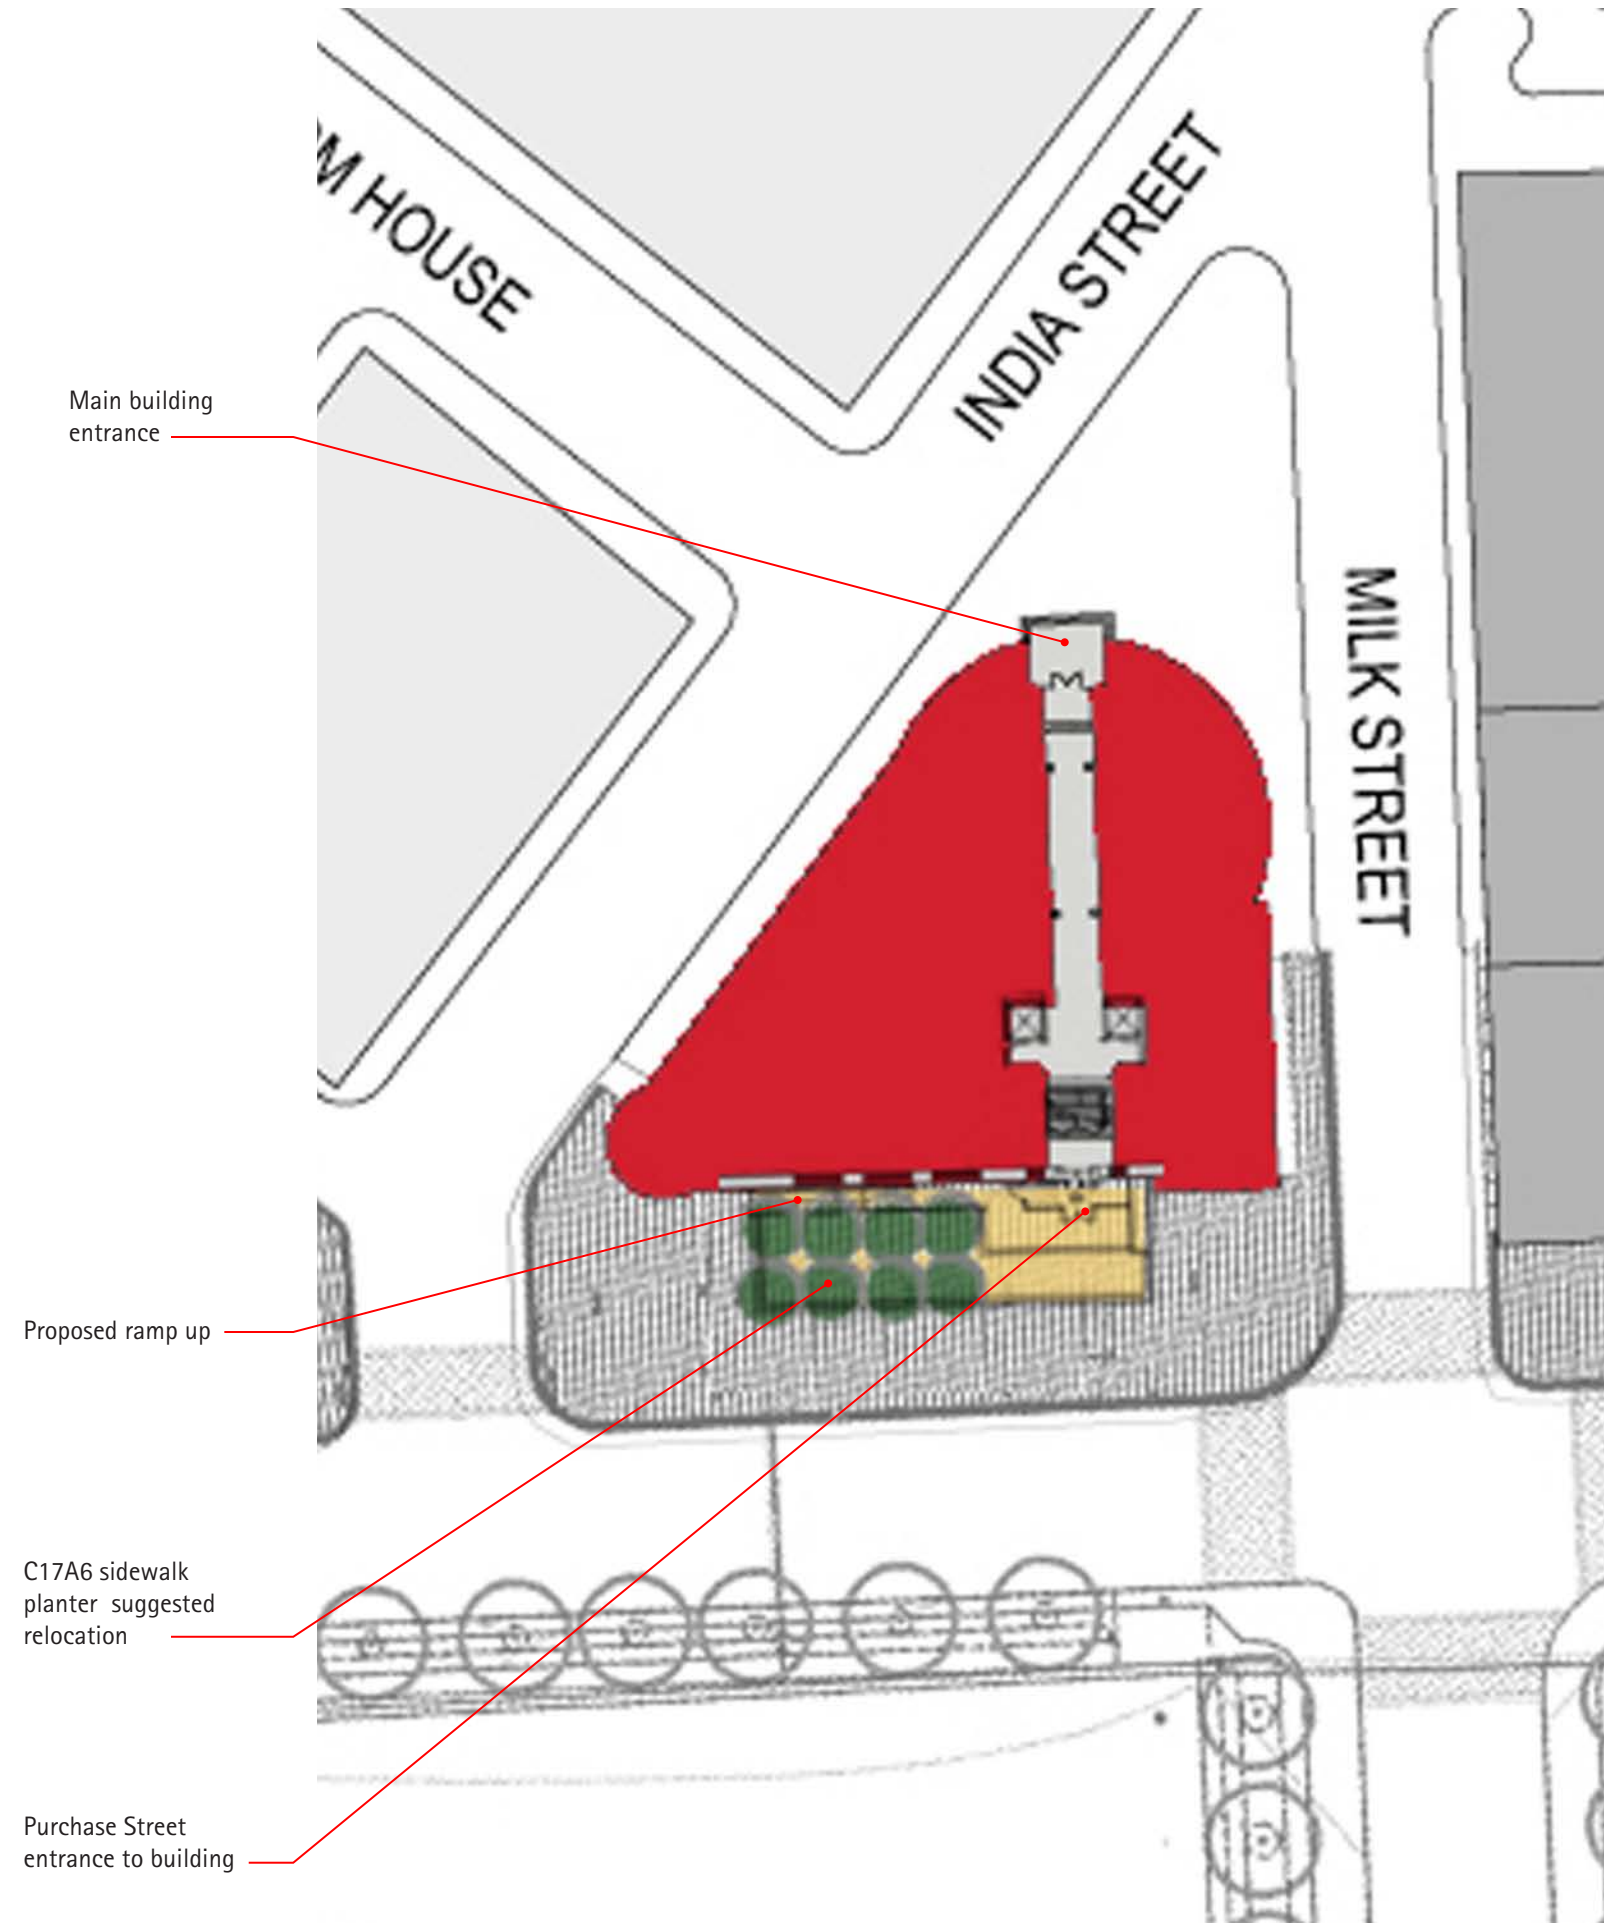 M HOUSE
INDIA STREET
MILK STREET
Main building
entrance
Proposed ramp up
C17A6 sidewalk
planter suggested
relocation
Purchase Street
entrance to building